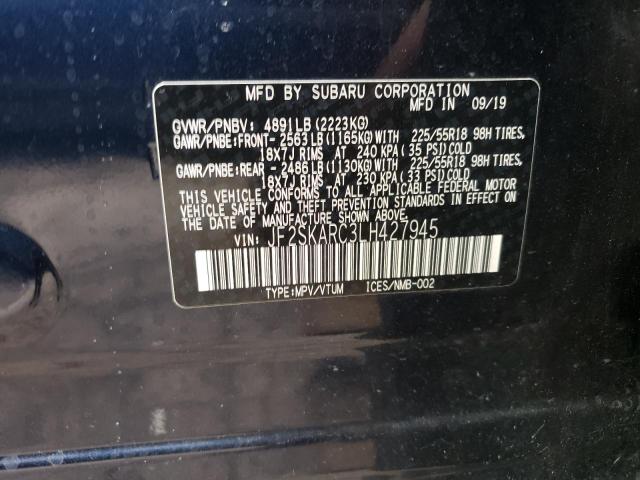 MFD BY SUBARU CORPORATION
MFD IN 09/19
GVWR/PNBV: 4891LB (2223KG)
GAWR/PNBE:FRONT- 2563LB (1165KG) WITH 225/55R18 98H TIRES,
18X7J RIMS AT 240 KPA (35 PSI) COLD
GAWR/PNBE:REAR - 2486LB (1130KG) WITH 225/55R18 98H TIRES,
18X7J RIMS AT 230 KPA (33 PSI) COLD
THIS VEHICLE CONFORMS TO ALL APPLICABLE FEDERAL MOTOR
VEHICLE SAFETY AND THEFT PREVENTION STANDARDS IN EFFECT ON
THE DATE OF MANUFACTURE SHOWN ABOVE.
VIN: JF2SKARC3LH427945
TYPE:MPV/VTUM ICES/NMB-002